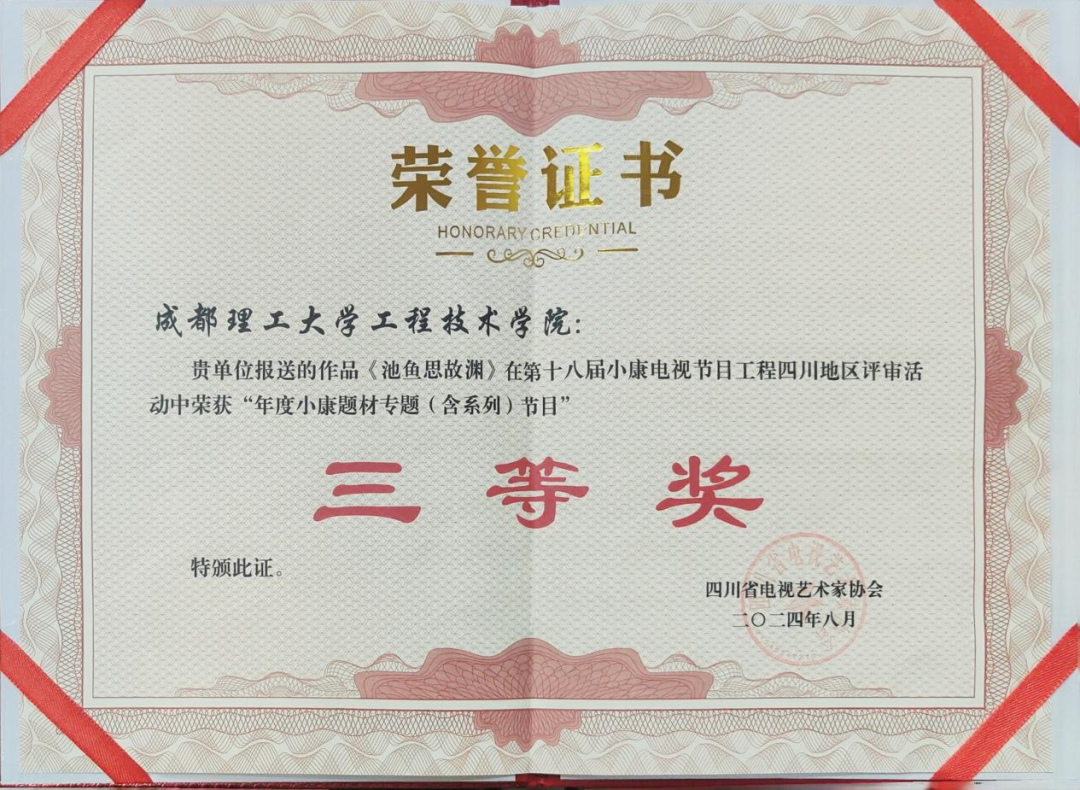 荣誉证书
HONORARY CREDENTIAL
成都理工大学工程技术学院：
贵单位报送的作品《池鱼思故渊》在第十八届小康电视节目工程四川地区评审活
动中荣获“年度小康题材专题（含系列）节目”
三等奖
特颁此证。
四川省电视艺术家协会
二〇二四年八月